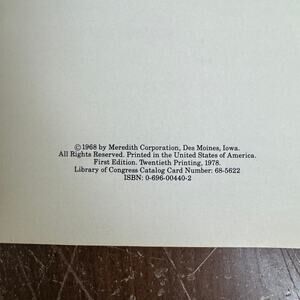 ©1968 by Meredith Corporation, Des Moines, Iowa.
All Rights Reserved. Printed in the United States of America.
First Edition. Twentieth Printing, 1978.
Library of Congress Catalog Card Number: 68-5622
ISBN: 0-696-00440-2